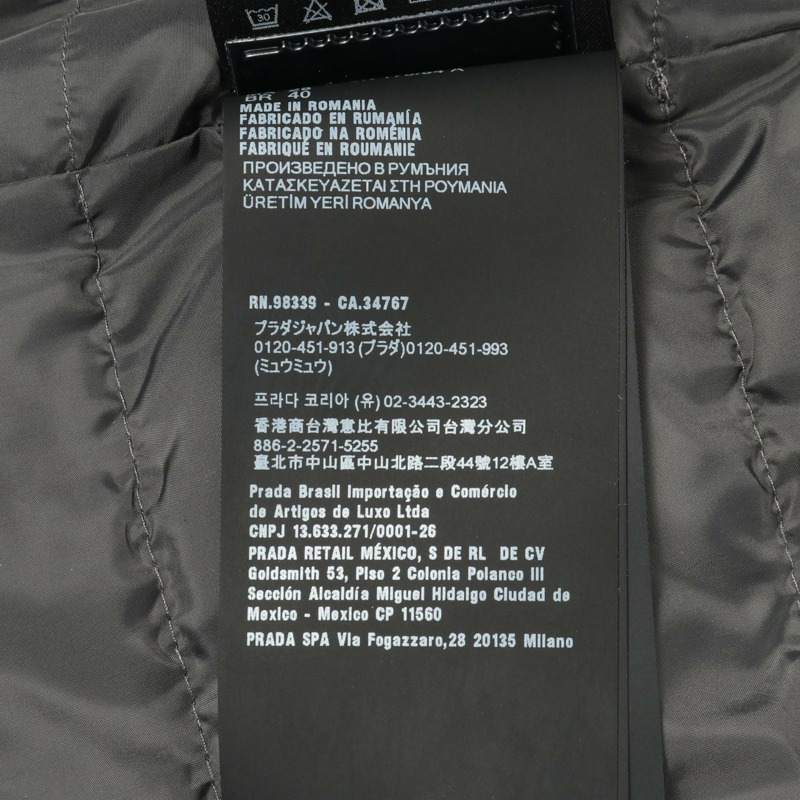 30
BR 40
MADE IN ROMANIA
FABRICADO EN RUMANÍA
FABRICADO NA ROMÉNIA
FABRIQUÉ EN ROUMANIE
ПРОИЗВЕДЕНО В РУМЪНИЯ
ΚΑΤΑΣΚΕΥΑΖΕΤΑΙ ΣΤΗ ΡΟΥΜΑΝΙΑ
ÜRETİM YERİ ROMANYA
RN.98339 - CA.34767
プラダジャパン株式会社
0120-451-913 (プラダ)0120-451-993
(ミュウミュウ)
프라다 코리아 (유) 02-3443-2323
香港商台灣意比有限公司台灣分公司
886-2-2571-5255
臺北市中山區中山北路二段44號12樓A室
Prada Brasil Importação e Comércio
de Artigos de Luxo Ltda
CNPJ 13.633.271/0001-26
PRADA RETAIL MÉXICO, S DE RL DE CV
Goldsmith 53, Piso 2 Colonia Polanco III
Sección Alcaldía Miguel Hidalgo Ciudad de
Mexico - Mexico CP 11560
PRADA SPA Via Fogazzaro,28 20135 Milano